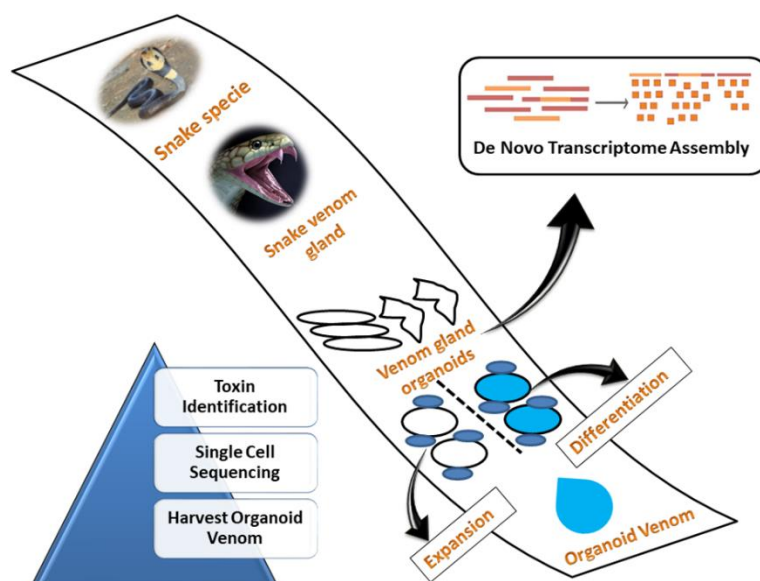 Snake specie
Snake venom
gland
De Novo Transcriptome Assembly
Venom gland
organoids
Differentiation
Expansion
Organoid Venom
Toxin
Identification
Single Cell
Sequencing
Harvest Organoid
Venom